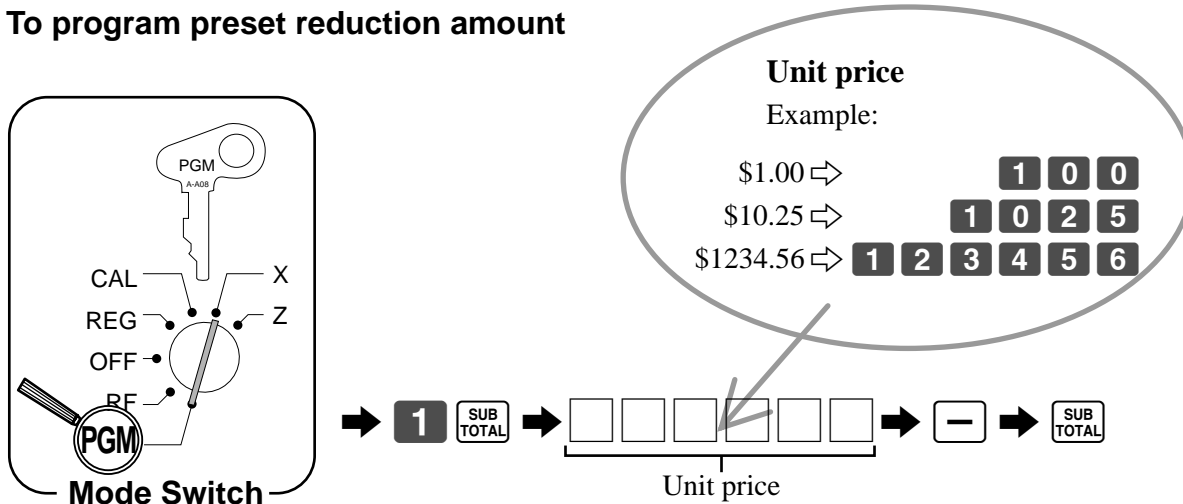 To program preset reduction amount
Unit price
Example:
$1.00 ⇨ 1 0 0
$10.25 ⇨ 1 0 2 5
$1234.56 ⇨ 1 2 3 4 5 6
PGM
A-A08
CAL X
REG Z
OFF
RF
PGM
Mode Switch
1 SUB TOTAL − SUB TOTAL
Unit price